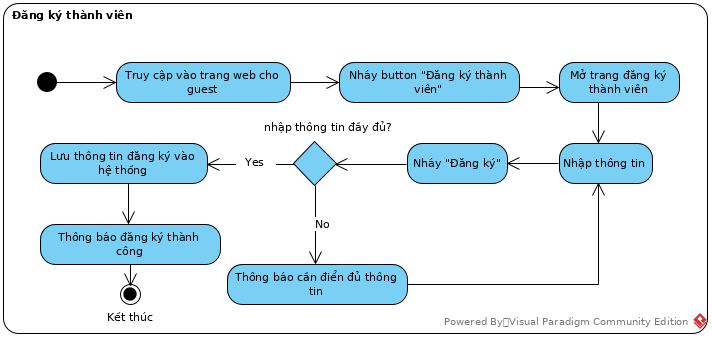 Đăng ký thành viên
Truy cập vào trang web cho
guest
Nháy button "Đăng ký thành
viên"
Mở trang đăng ký
thành viên
nhập thông tin đầy đủ?
Lưu thông tin đăng ký vào
hệ thống
Yes
Nháy "Đăng ký"
Nhập thông tin
No
Thông báo đăng ký thành
công
Thông báo cần điền đủ thông
tin
Kết thúc
Powered By Visual Paradigm Community Edition